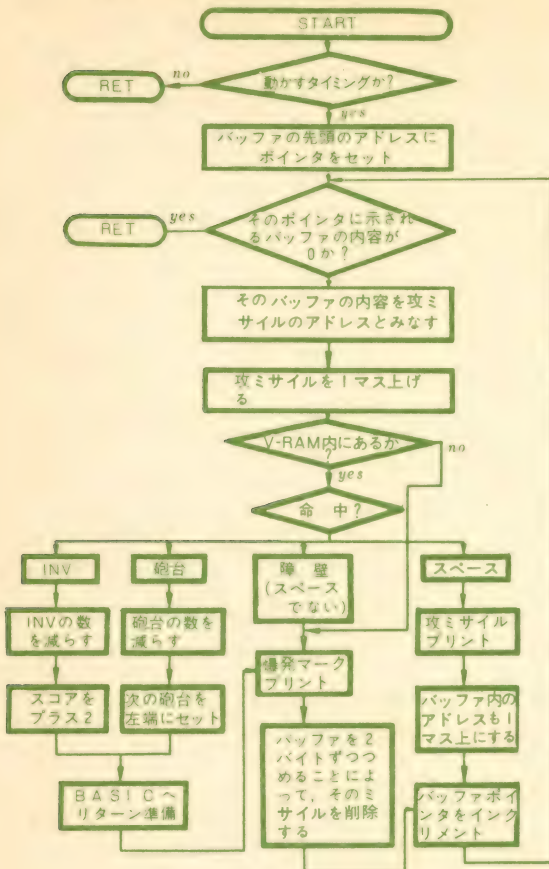 START
動かすタイミングか?
no
RET
yes
バッファの先頭のアドレスに
ポインタをセット
そのポインタに示され
るバッファの内容が
0か?
yes
RET
そのバッファの内容を攻ミ
サイルのアドレスとみなす
攻ミサイルを1マス上げ
る
V-RAM内にあるか
?
no
yes
命中?
INV
砲台
障壁
(スペース
でない)
スペース
INVの数
を減らす
砲台の数を
減らす
攻ミサイル
プリント
爆発マーク
プリント
スコアを
プラス2
次の砲台を
左端にセット
バッファ内の
アドレスも1
マス上にする
バッファを2
バイトずつつ
めることによ
って,そのミ
サイルを削除
する
BASICへ
リターン準備
バッファポイ
ンタをインク
リメント